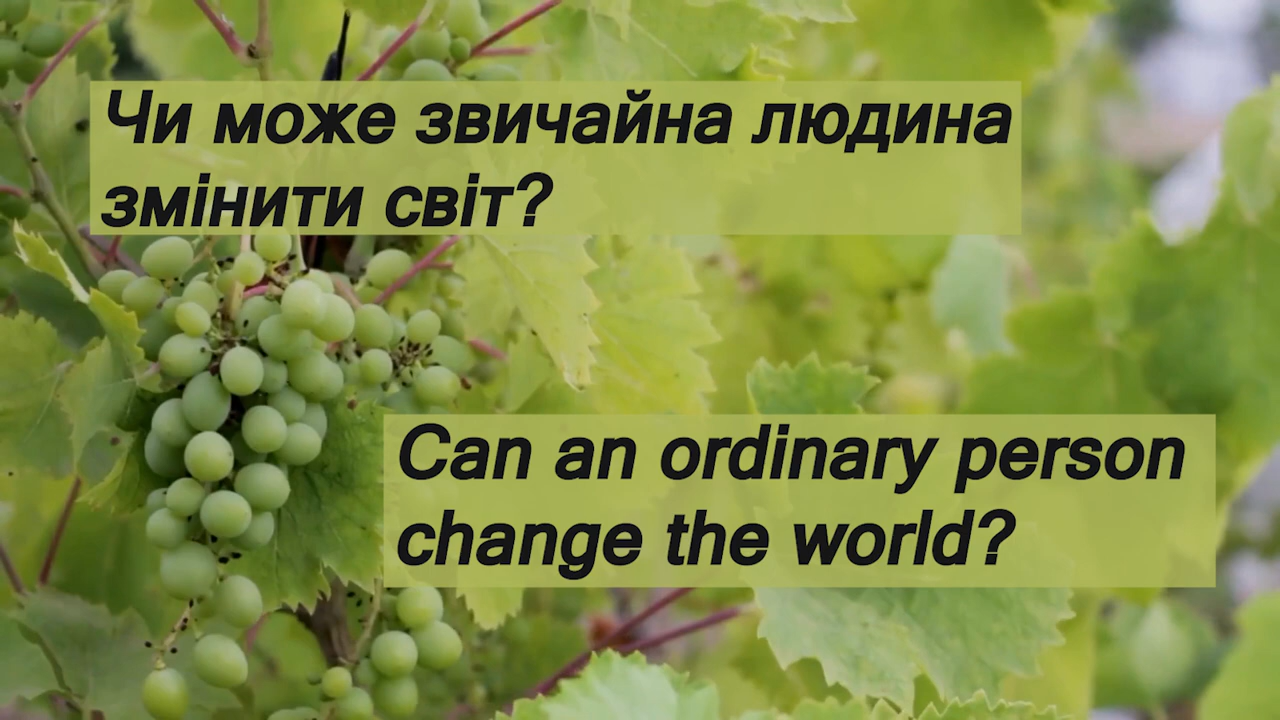 Чи може звичайна людина
змінити світ?
Can an ordinary person
change the world?